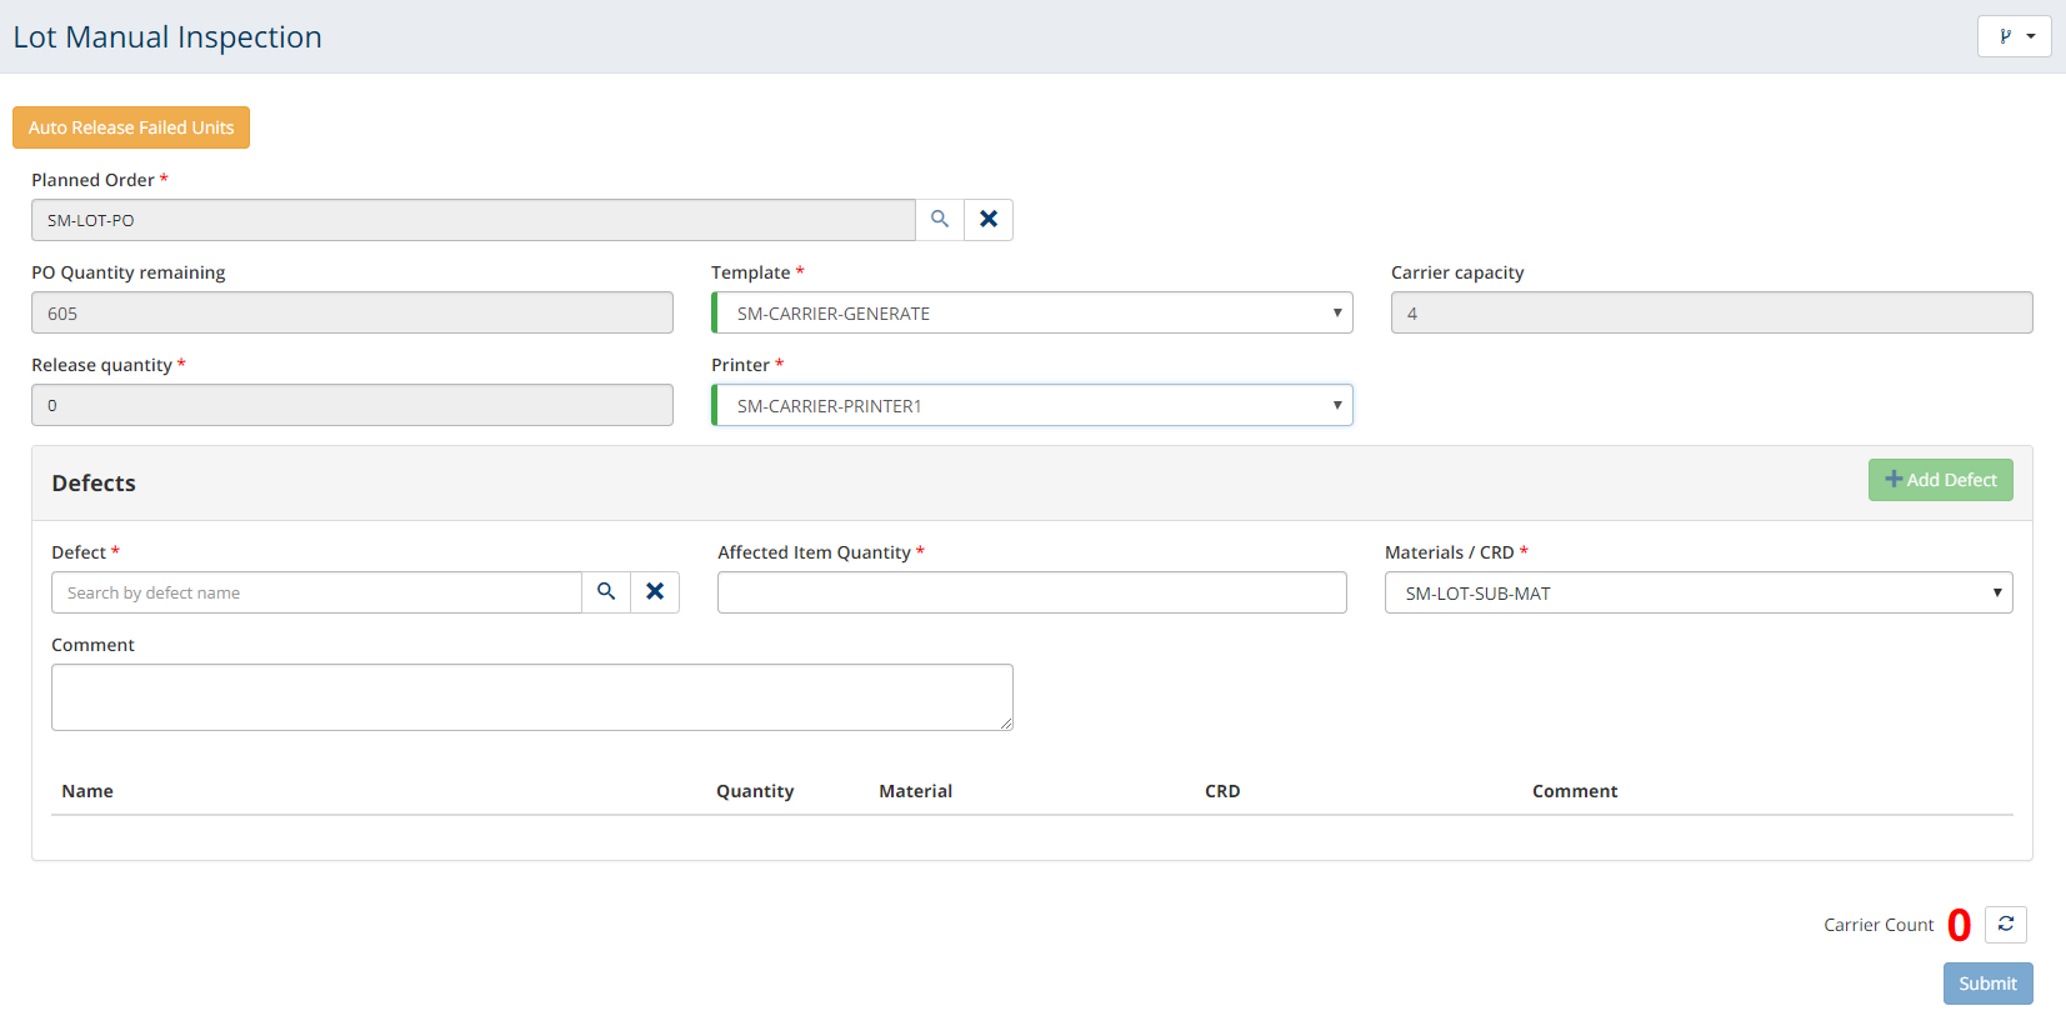 Lot Manual Inspection
Auto Release Failed Units
Planned Order *
SM-LOT-PO
PO Quantity remaining
Template *
Carrier capacity
605
SM-CARRIER-GENERATE
4
Release quantity *
Printer *
0
SM-CARRIER-PRINTER1
Defects
Add Defect
Defect *
Affected Item Quantity *
Materials / CRD *
Search by defect name
SM-LOT-SUB-MAT
Comment
Name Quantity Material CRD Comment
Carrier Count 0
Submit